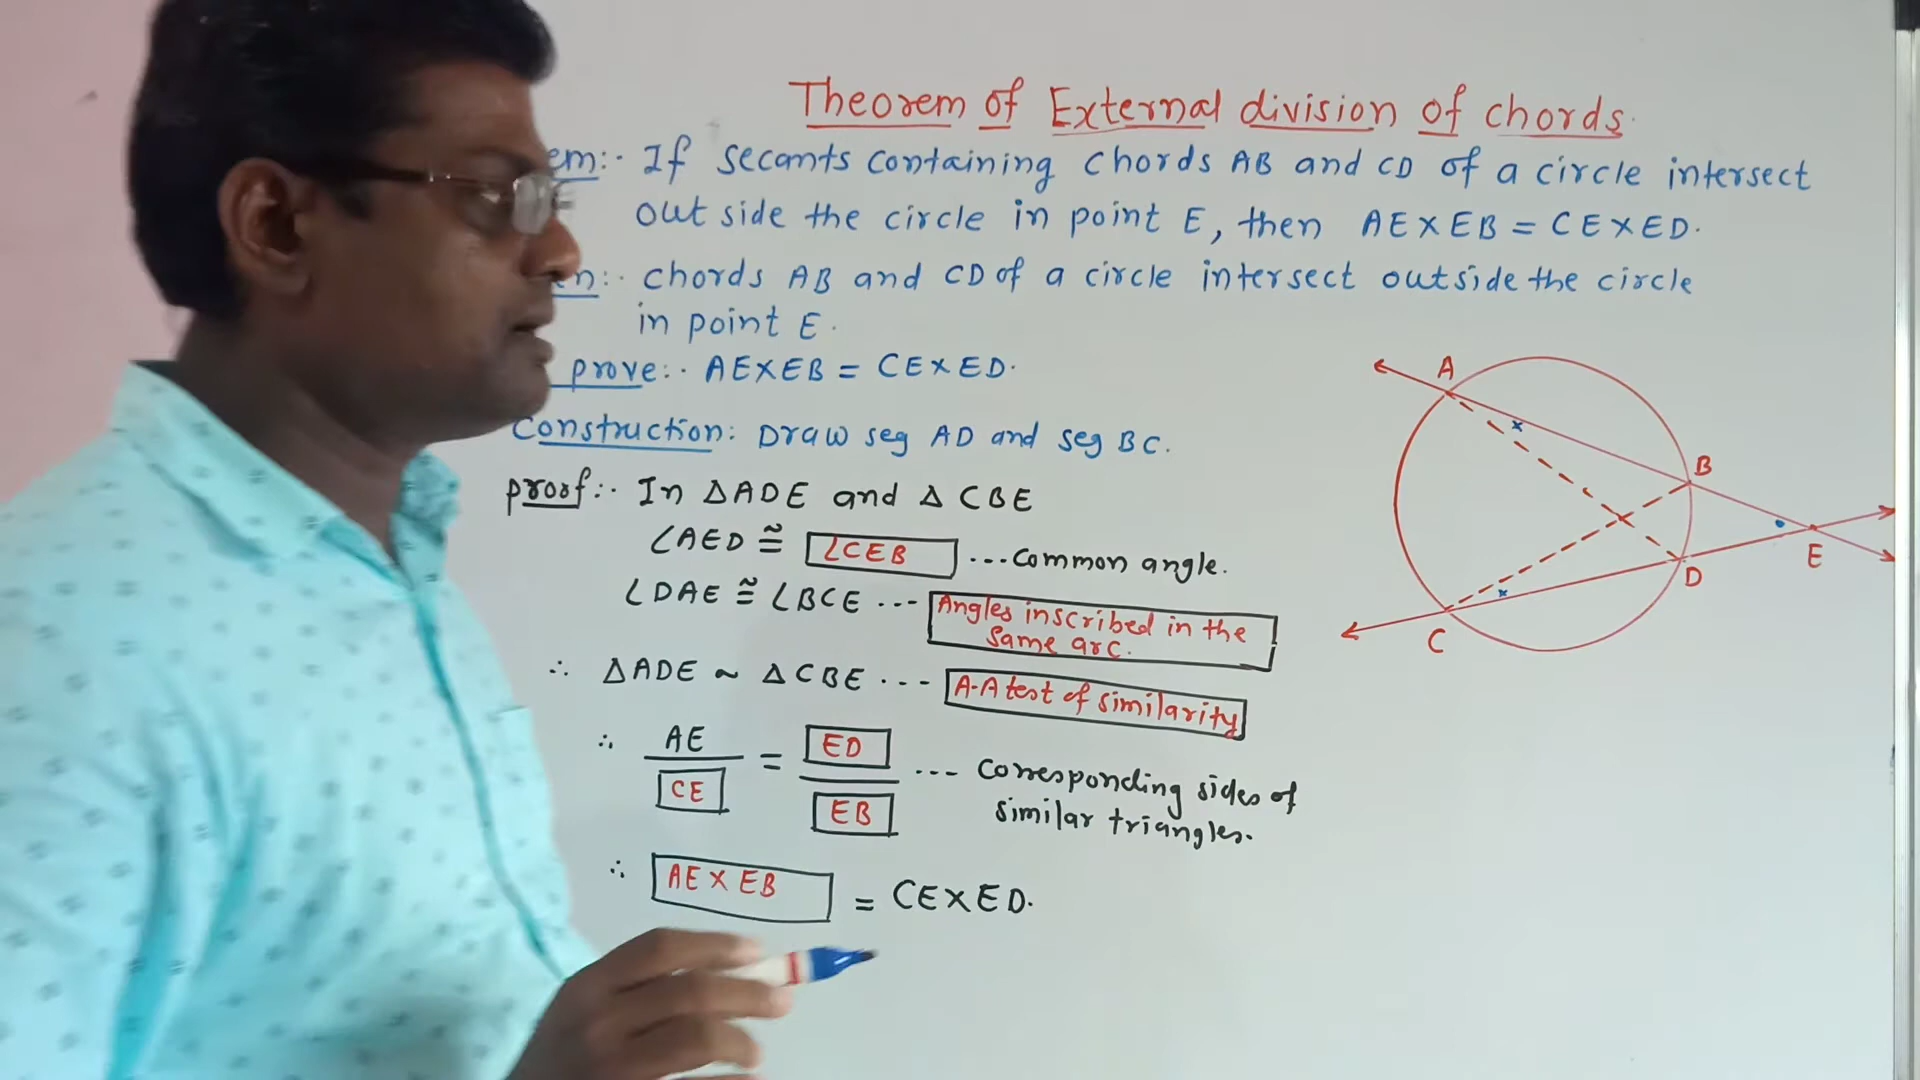 Theorem of External division of chords.
em:. If secants containing chords AB and CD of a circle intersect
out side the circle in point E, then AE×EB = CE×ED.
en:. chords AB and CD of a circle intersect outside the circle
in point E.
prove:. AE×EB = CE×ED.
Construction: Draw seg AD and seg BC.
proof:. In ΔADE and Δ CBE
∠AED ≅ ∠CEB ...common angle.
∠DAE ≅ ∠BCE ... Angles inscribed in the
same arc.
∴ ΔADE ~ ΔCBE ... A-A test of similarity
∴ AE/CE = ED/EB ... corresponding sides of
similar triangles.
∴ AE × EB = CE×ED.
A
B
E
D
C